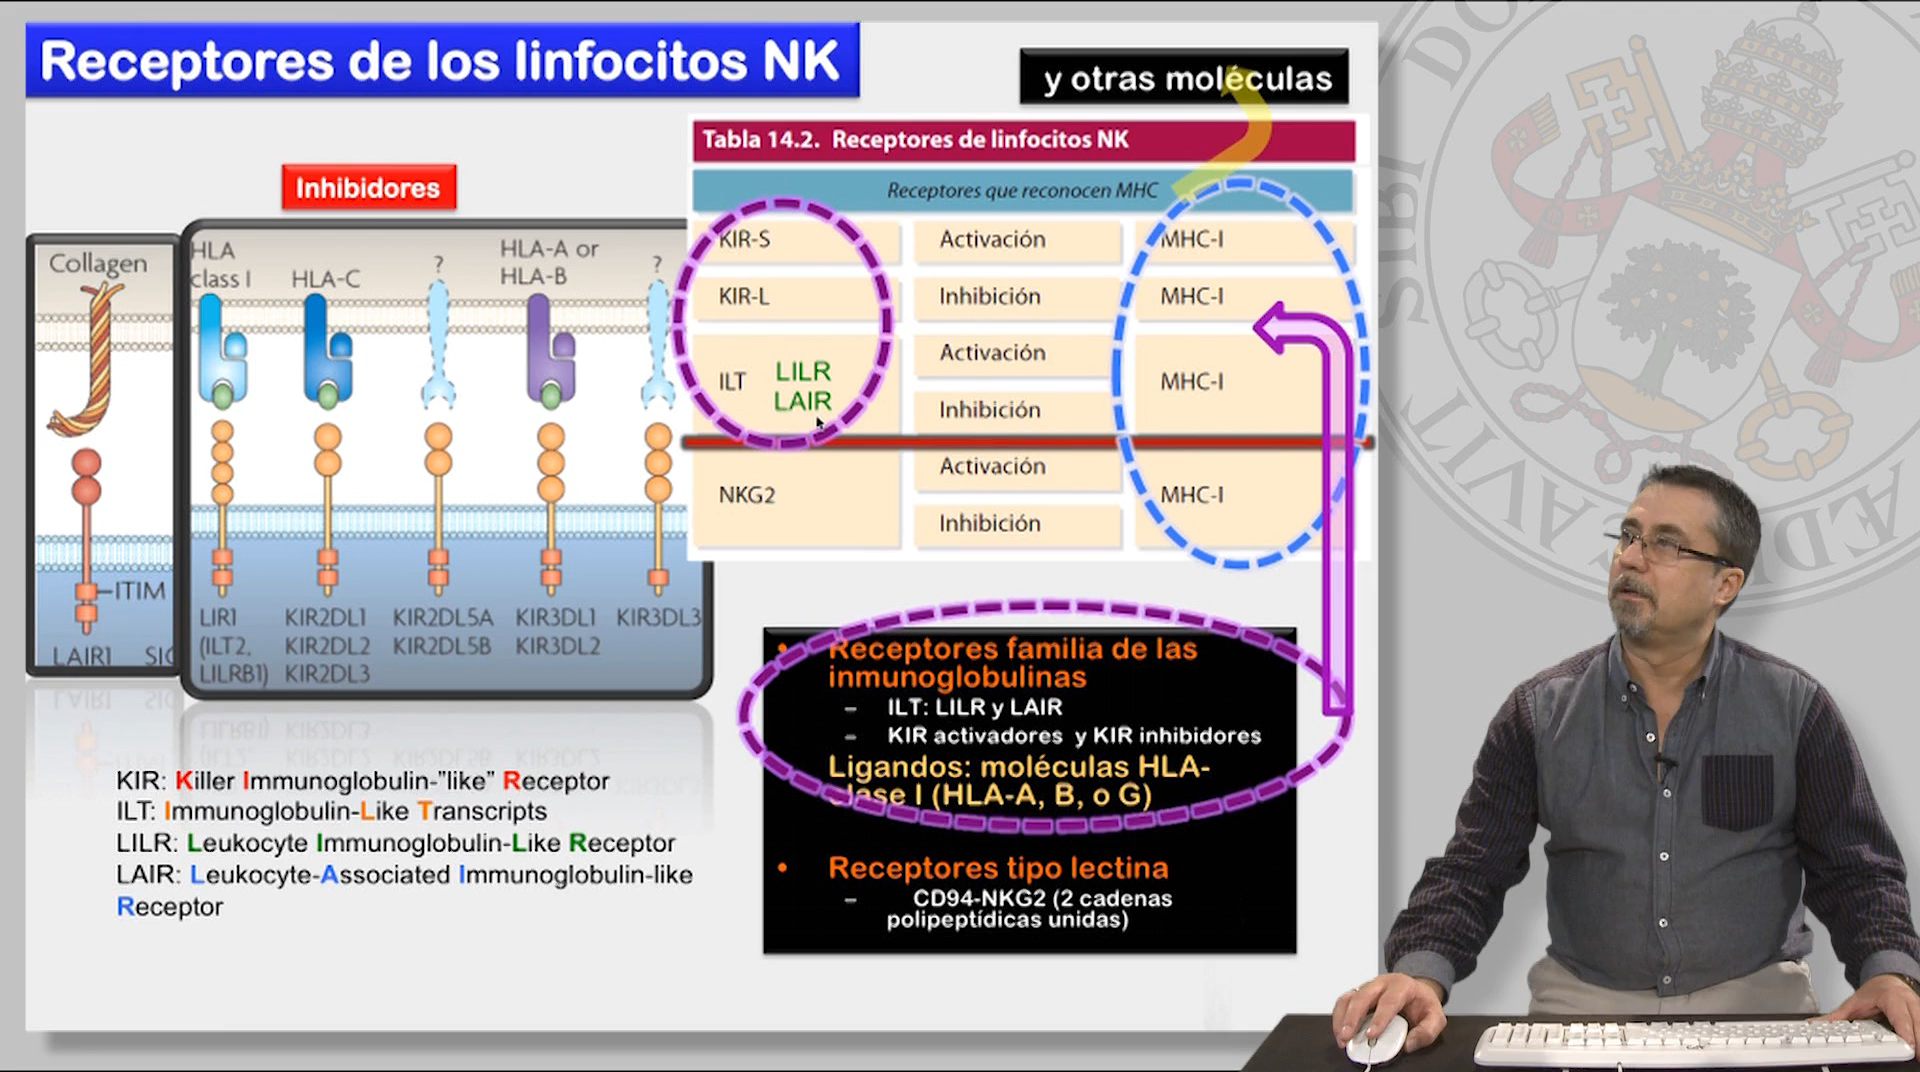 Receptores de los linfocitos NK
y otras moléculas
Inhibidores
Tabla 14.2. Receptores de linfocitos NK
Receptores que reconocen MHC
KIR-S Activación MHC-I
KIR-L Inhibición MHC-I
ILT LILR LAIR Activación Inhibición MHC-I
NKG2 Activación Inhibición MHC-I
Collagen
HLA class I
HLA-C
?
HLA-A or HLA-B
?
ITIM
LAIR1
LIR1
(ILT2,
LILRB1)
KIR2DL1
KIR2DL2
KIR2DL3
KIR2DL5A
KIR2DL5B
KIR3DL1
KIR3DL2
KIR3DL3
KIR: Killer Immunoglobulin-”like” Receptor
ILT: Immunoglobulin-Like Transcripts
LILR: Leukocyte Immunoglobulin-Like Receptor
LAIR: Leukocyte-Associated Immunoglobulin-like
Receptor
• Receptores familia de las
inmunoglobulinas
– ILT: LILR y LAIR
– KIR activadores y KIR inhibidores
Ligandos: moléculas HLA-
clase I (HLA-A, B, o G)
• Receptores tipo lectina
– CD94-NKG2 (2 cadenas
polipeptídicas unidas)
SIBI